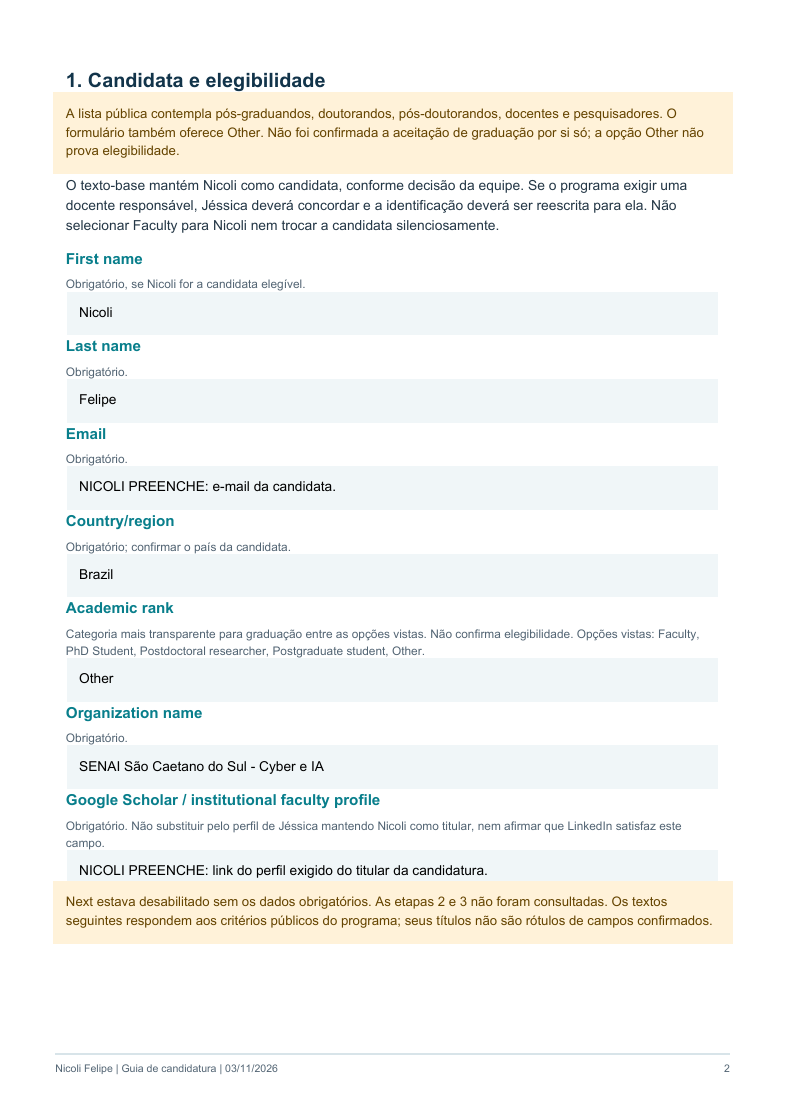 1. Candidata e elegibilidade
A lista pública contempla pós-graduandos, doutorandos, pós-doutorandos, docentes e pesquisadores. O
formulário também oferece Other. Não foi confirmada a aceitação de graduação por si só; a opção Other não
prova elegibilidade.
O texto-base mantém Nicoli como candidata, conforme decisão da equipe. Se o programa exigir uma
docente responsável, Jéssica deverá concordar e a identificação deverá ser reescrita para ela. Não
selecionar Faculty para Nicoli nem trocar a candidata silenciosamente.
First name
Obrigatório, se Nicoli for a candidata elegível.
Nicoli
Last name
Obrigatório.
Felipe
Email
Obrigatório.
NICOLI PREENCHE: e-mail da candidata.
Country/region
Obrigatório; confirmar o país da candidata.
Brazil
Academic rank
Categoria mais transparente para graduação entre as opções vistas. Não confirma elegibilidade. Opções vistas: Faculty,
PhD Student, Postdoctoral researcher, Postgraduate student, Other.
Other
Organization name
Obrigatório.
SENAI São Caetano do Sul - Cyber e IA
Google Scholar / institutional faculty profile
Obrigatório. Não substituir pelo perfil de Jéssica mantendo Nicoli como titular, nem afirmar que LinkedIn satisfaz este
campo.
NICOLI PREENCHE: link do perfil exigido do titular da candidatura.
Next estava desabilitado sem os dados obrigatórios. As etapas 2 e 3 não foram consultadas. Os textos
seguintes respondem aos critérios públicos do programa; seus títulos não são rótulos de campos confirmados.
Nicoli Felipe | Guia de candidatura | 03/11/2026
2